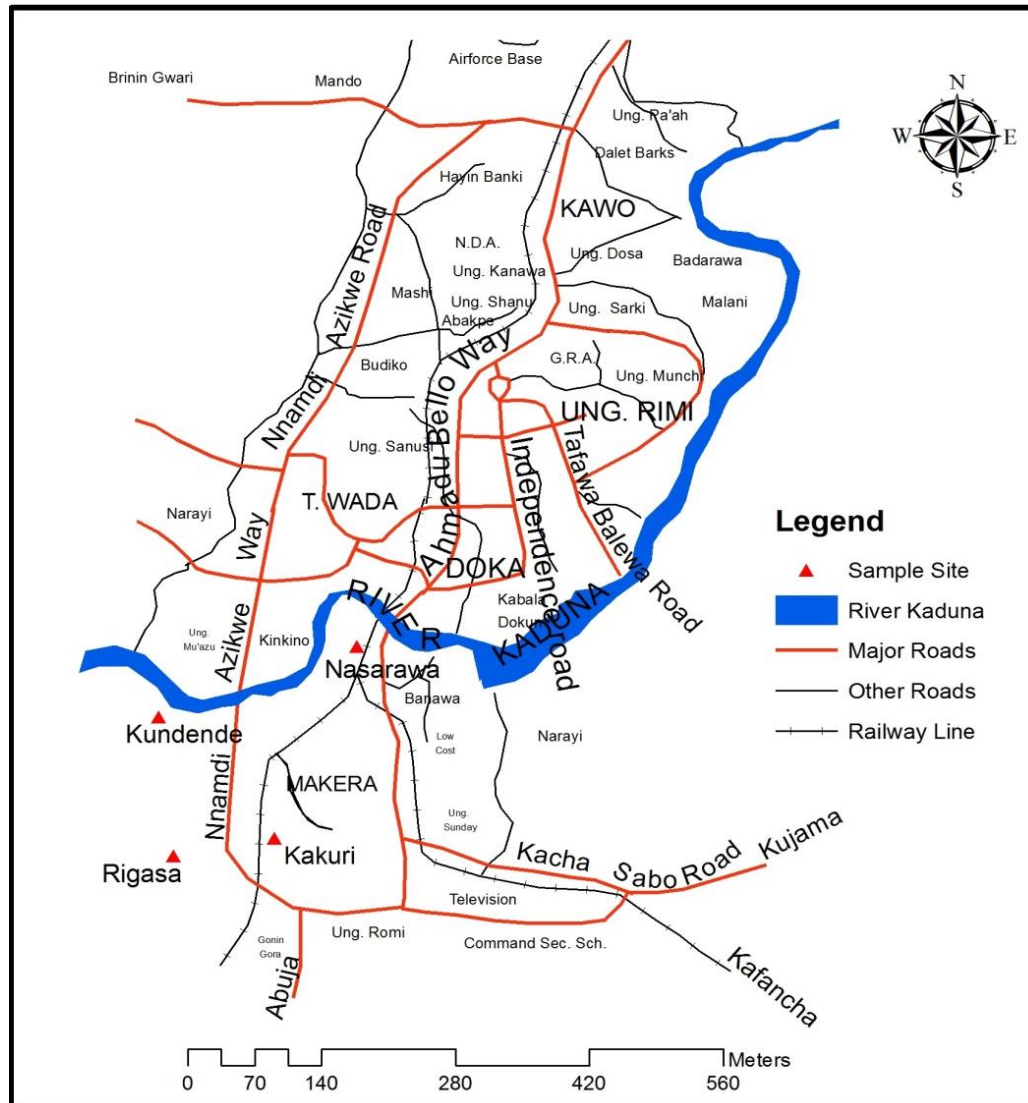 Airforce Base
Brinin Gwari
Mando
Ung. Pa'ah
Dalet Barks
Hayin Banki
KAWO
N.D.A.
Ung. Dosa
Badarawa
Ung. Kanawa
Mashi
Ung. Shanu
Malani
Abakpe
Ung. Sarki
Budiko
G.R.A.
Ung. Munchi
UNG. RIMI
Nnamdi Azikwe Road
Ahmadu Bello Way
Ung. Sanusi
T. WADA
Independence road
Tafawa Balewa Road
Narayi
DOKA
Kabala
Dokun
RIVER KADUNA
Ung.
Mu'azu
Kinkino
Nasarawa
Banawa
Nnamdi Azikwe Way
Kundende
Low
Cost
Narayi
MAKERA
Ung.
Sunday
Kakuri
Rigasa
Kacha Sabo Road Kujama
Television
Ung. Romi
Command Sec. Sch.
Gonin
Gora
Abuja
Kafancha
N
W E
S
Legend
Sample Site
River Kaduna
Major Roads
Other Roads
Railway Line
Meters
0 70 140 280 420 560